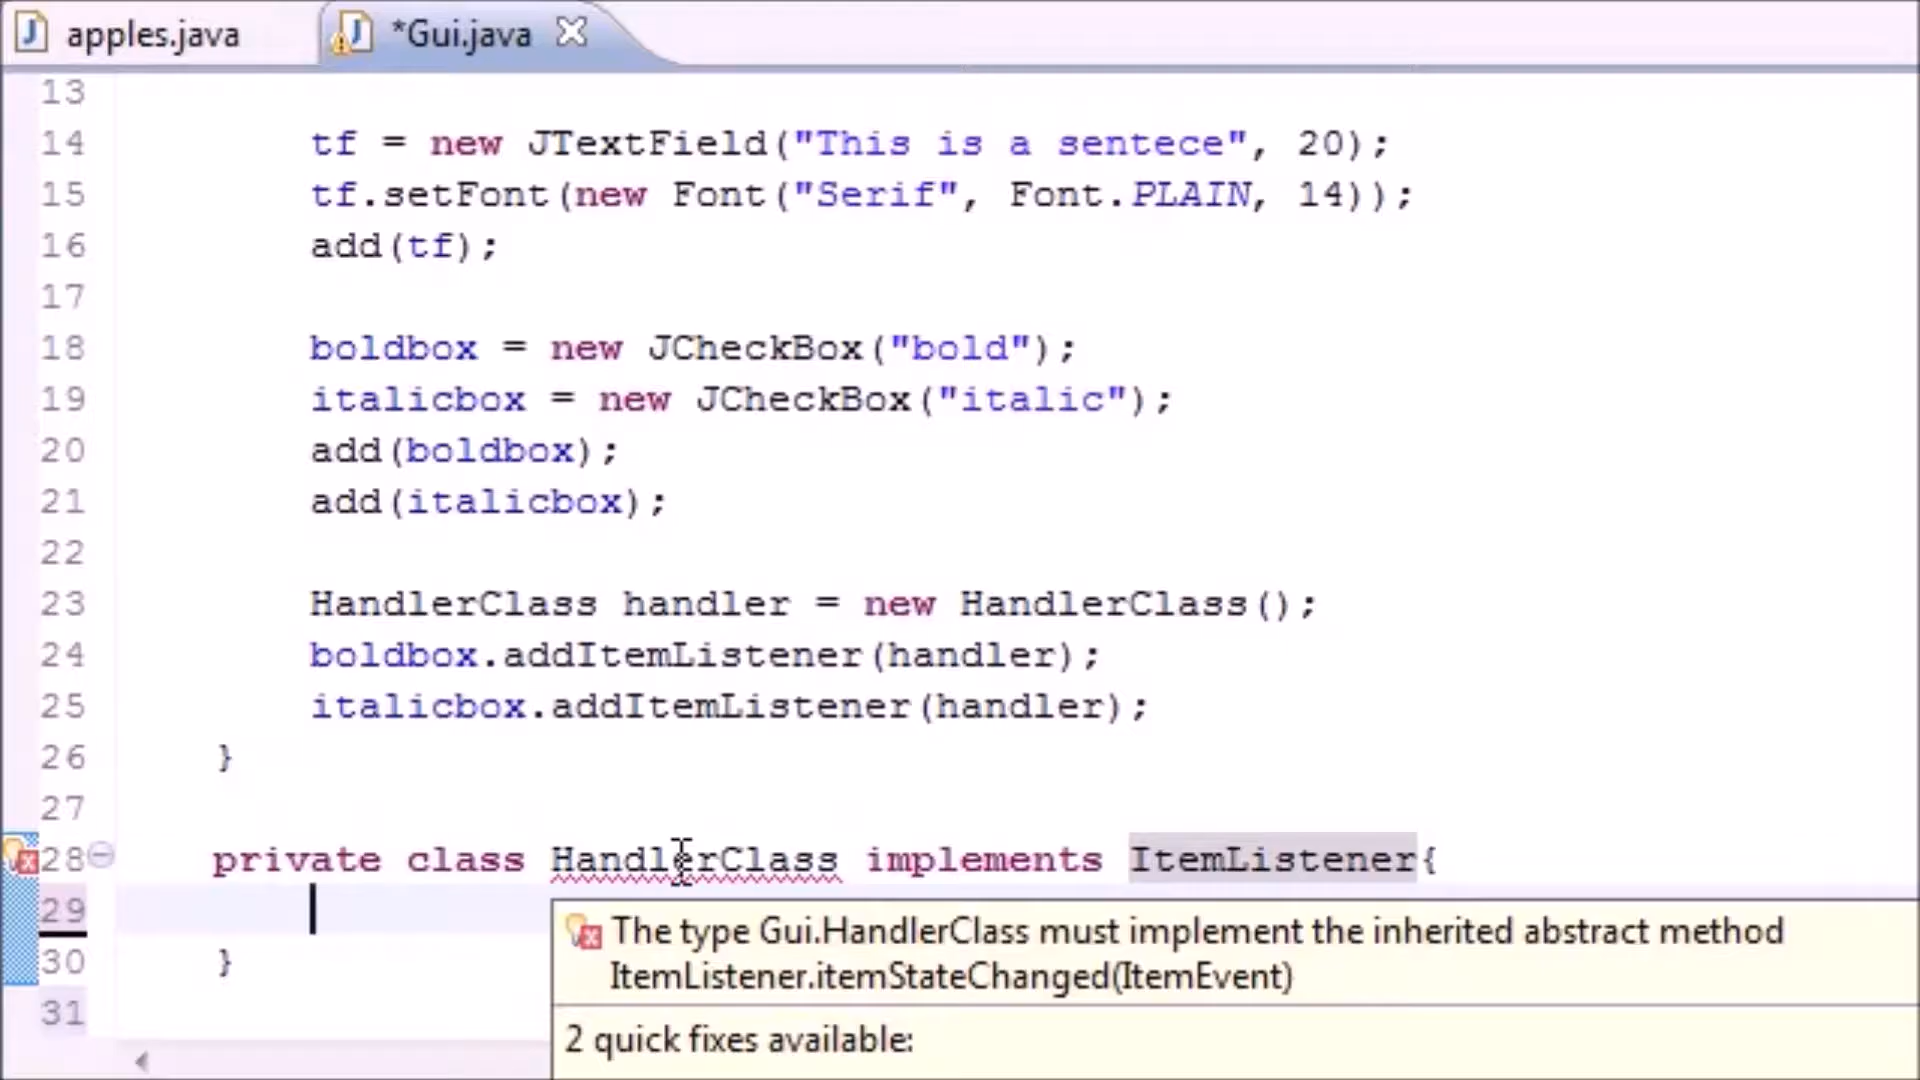 apples.java *Gui.java
13
14 tf = new JTextField("This is a sentece", 20);
15 tf.setFont(new Font("Serif", Font.PLAIN, 14));
16 add(tf);
17
18 boldbox = new JCheckBox("bold");
19 italicbox = new JCheckBox("italic");
20 add(boldbox);
21 add(italicbox);
22
23 HandlerClass handler = new HandlerClass();
24 boldbox.addItemListener(handler);
25 italicbox.addItemListener(handler);
26 }
27
28 private class HandlerClass implements ItemListener{
29
The type Gui.HandlerClass must implement the inherited abstract method
30 }
ItemListener.itemStateChanged(ItemEvent)
31
2 quick fixes available: